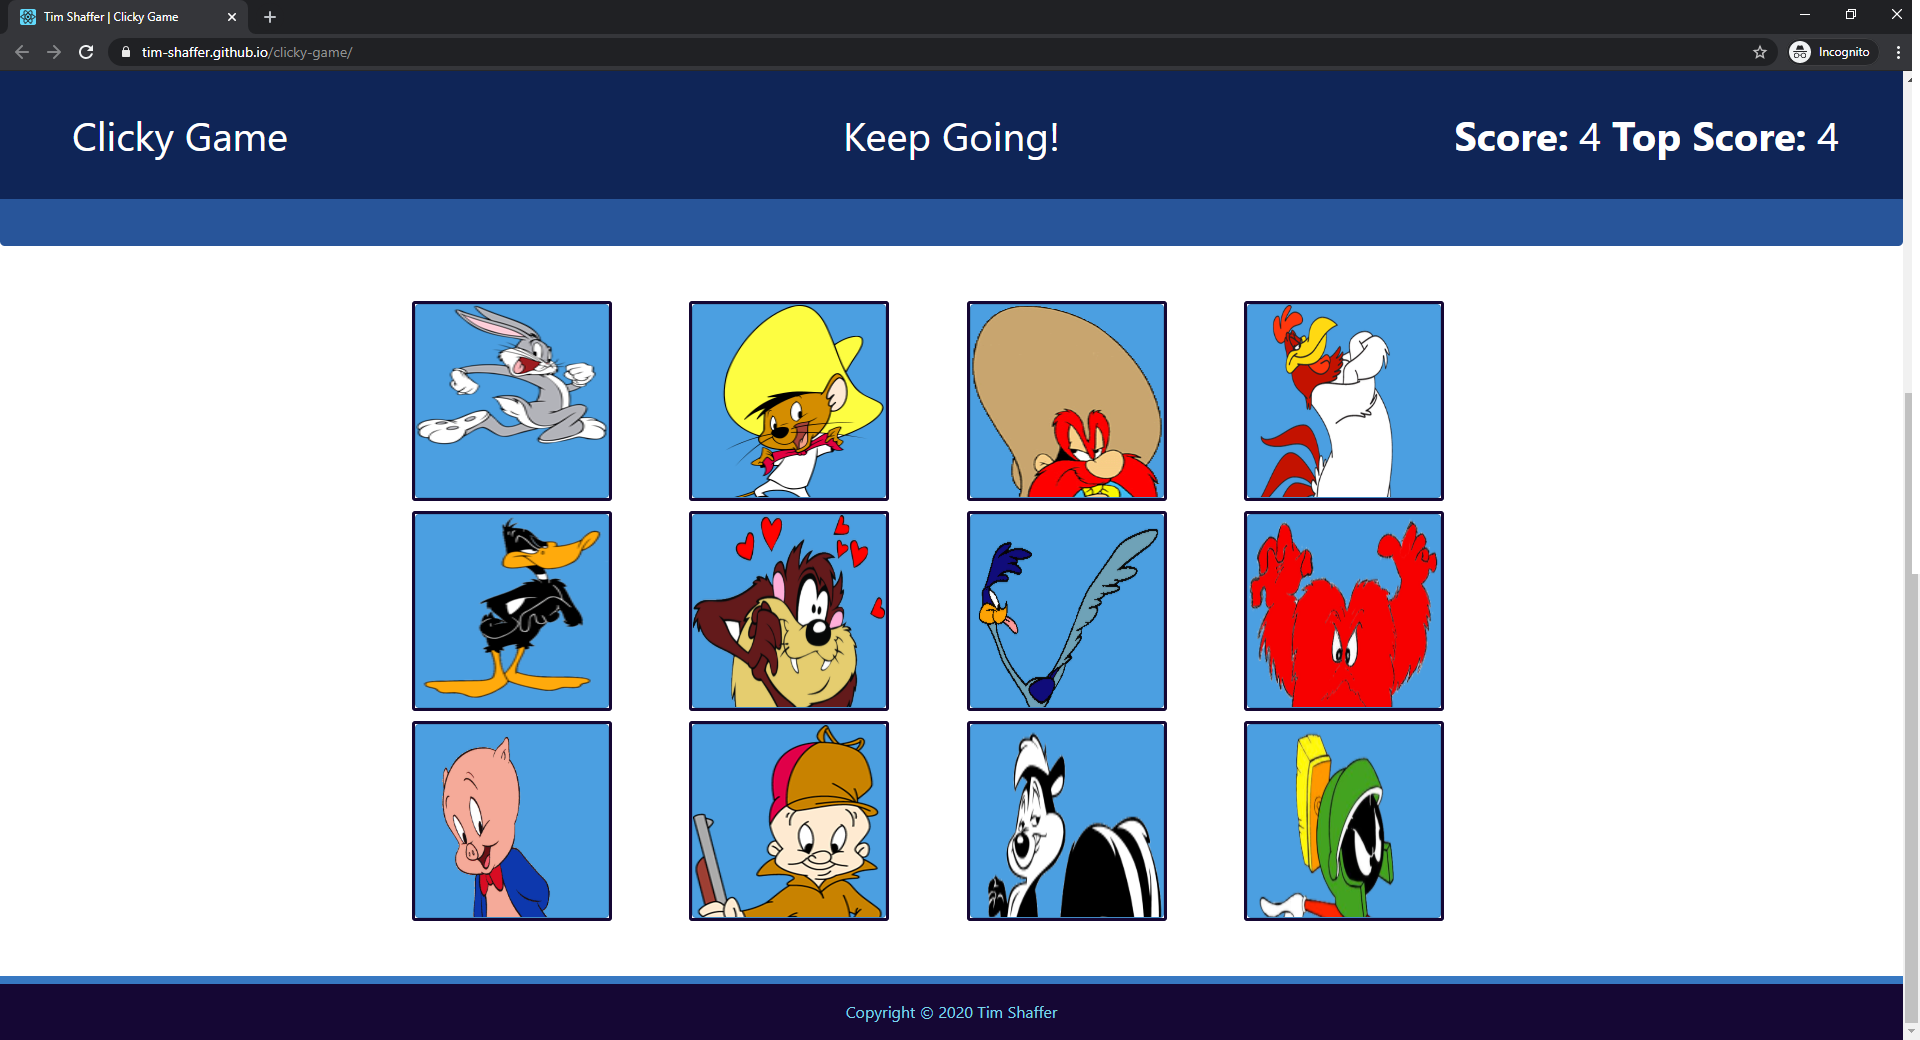 Tim Shaffer | Clicky Game
tim-shaffer.github.io/clicky-game/
Incognito
Clicky Game
Keep Going!
Score: 4 Top Score: 4
Copyright © 2020 Tim Shaffer